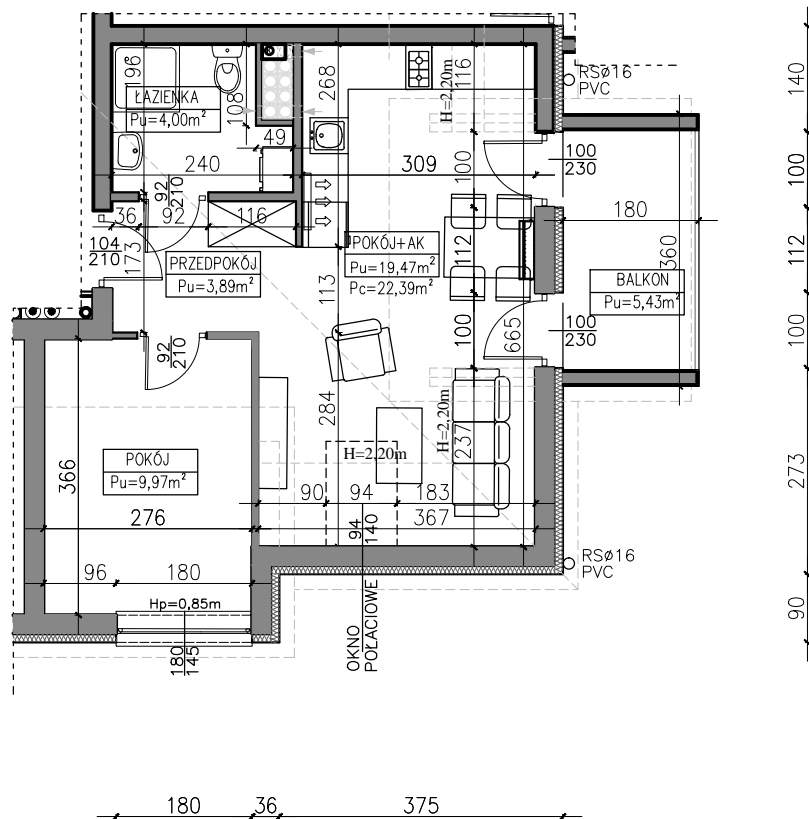 RSø16
PVC
140
196
268
116
H=2,20m
ŁAZIENKA
Pu=4,00m²
108
49
240
309
100
100
230
100
92
210
36
92
116
180
104
210
173
PRZEDPOKÓJ
Pu=3,89m²
POKÓJ+AK
Pu=19,47m²
Pc=22,39m²
112
360
112
BALKON
Pu=5,43m²
113
100
665
100
230
100
92
210
284
H=2.20m
237
H=2.20m
273
POKÓJ
Pu=9,97m²
366
90
94
183
276
94
140
367
RSø16
PVC
96
180
Hp=0,85m
90
180
145
OKNO
POŁACIOWE
180
36
375